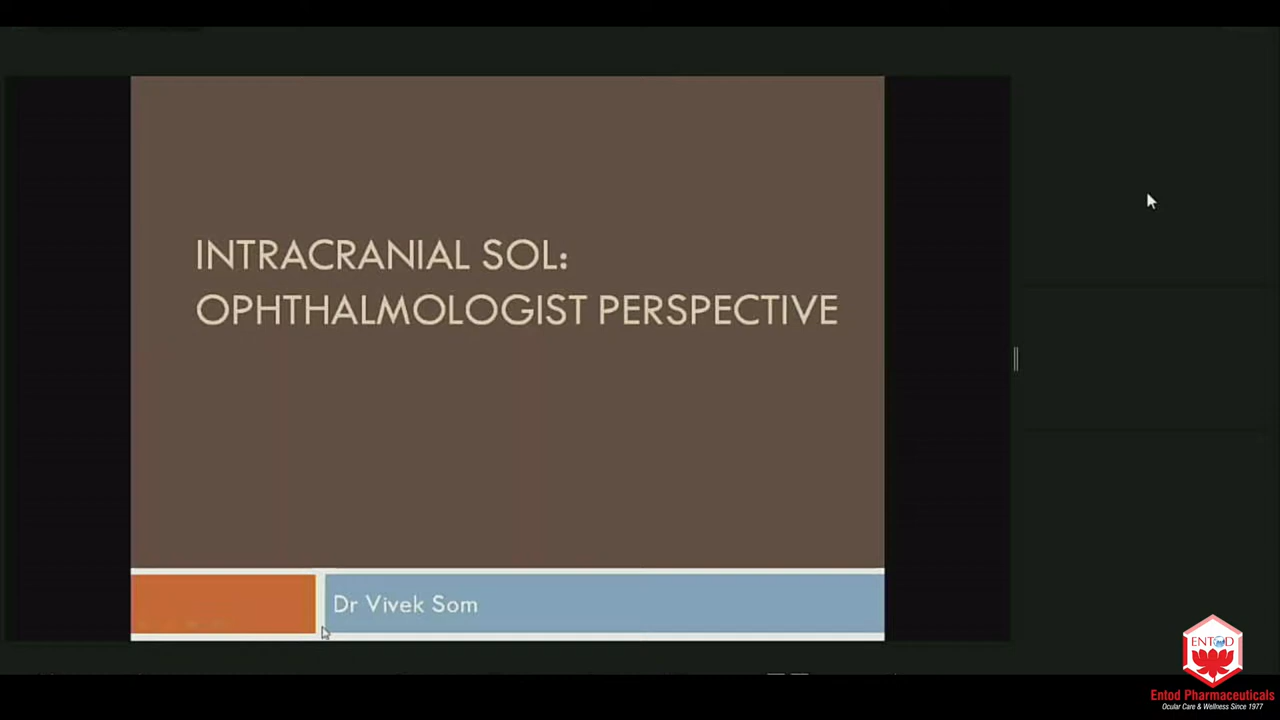 INTRACRANIAL SOL:
OPHTHALMOLOGIST PERSPECTIVE
Dr Vivek Som
ENTOD
Entod Pharmaceuticals
Ocular Care & Wellness Since 1977